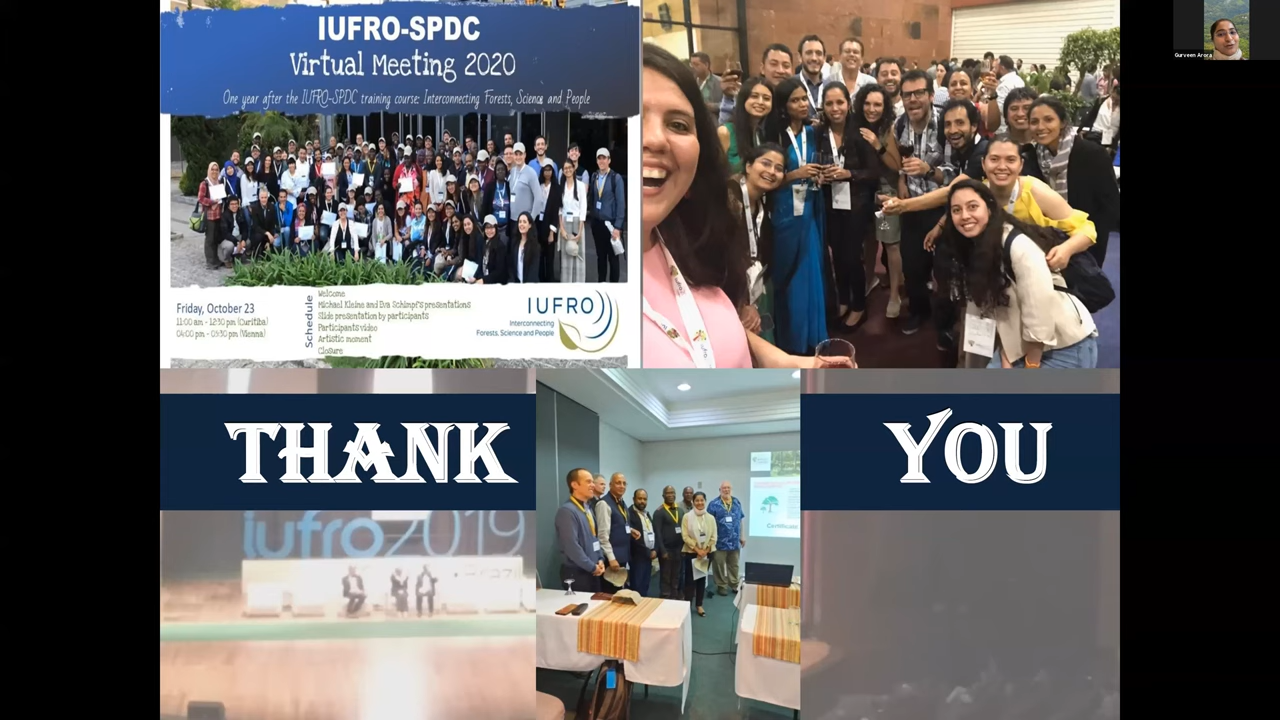 IUFRO-SPDC
Virtual Meeting 2020
One year after the IUFRO-SPDC training course: Interconnecting Forests, Science and People
Friday, October 23
11:00 am - 12:30 pm (Curitiba)
04:00 pm - 05:30 pm (Vienna)
Schedule
Welcome
Michael Kleine and Eva Schimpf's presentations
Slide presentation by participants
Participants video
Artistic moment
Closure
IUFRO
Interconnecting
Forests, Science and People
Gurveen Arora
THANK
YOU
iufro2019
Certificate